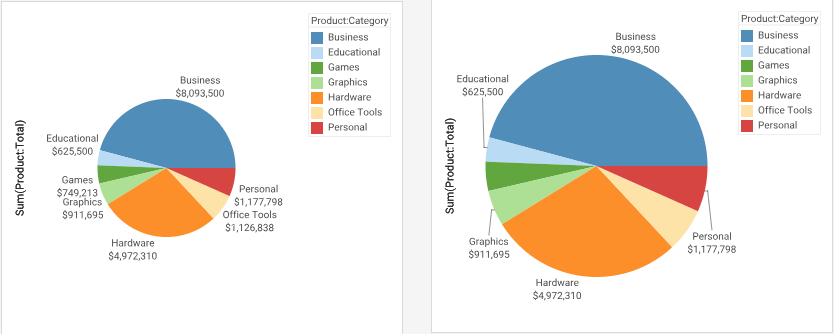 Product:Category
Business
Educational
Games
Graphics
Hardware
Office Tools
Personal
Sum(Product:Total)
Business
$8,093,500
Educational
$625,500
Games
$749,213
Graphics
$911,695
Hardware
$4,972,310
Office Tools
$1,126,838
Personal
$1,177,798
Product:Category
Business
Educational
Games
Graphics
Hardware
Office Tools
Personal
Sum(Product:Total)
Business
$8,093,500
Educational
$625,500
Graphics
$911,695
Hardware
$4,972,310
Personal
$1,177,798